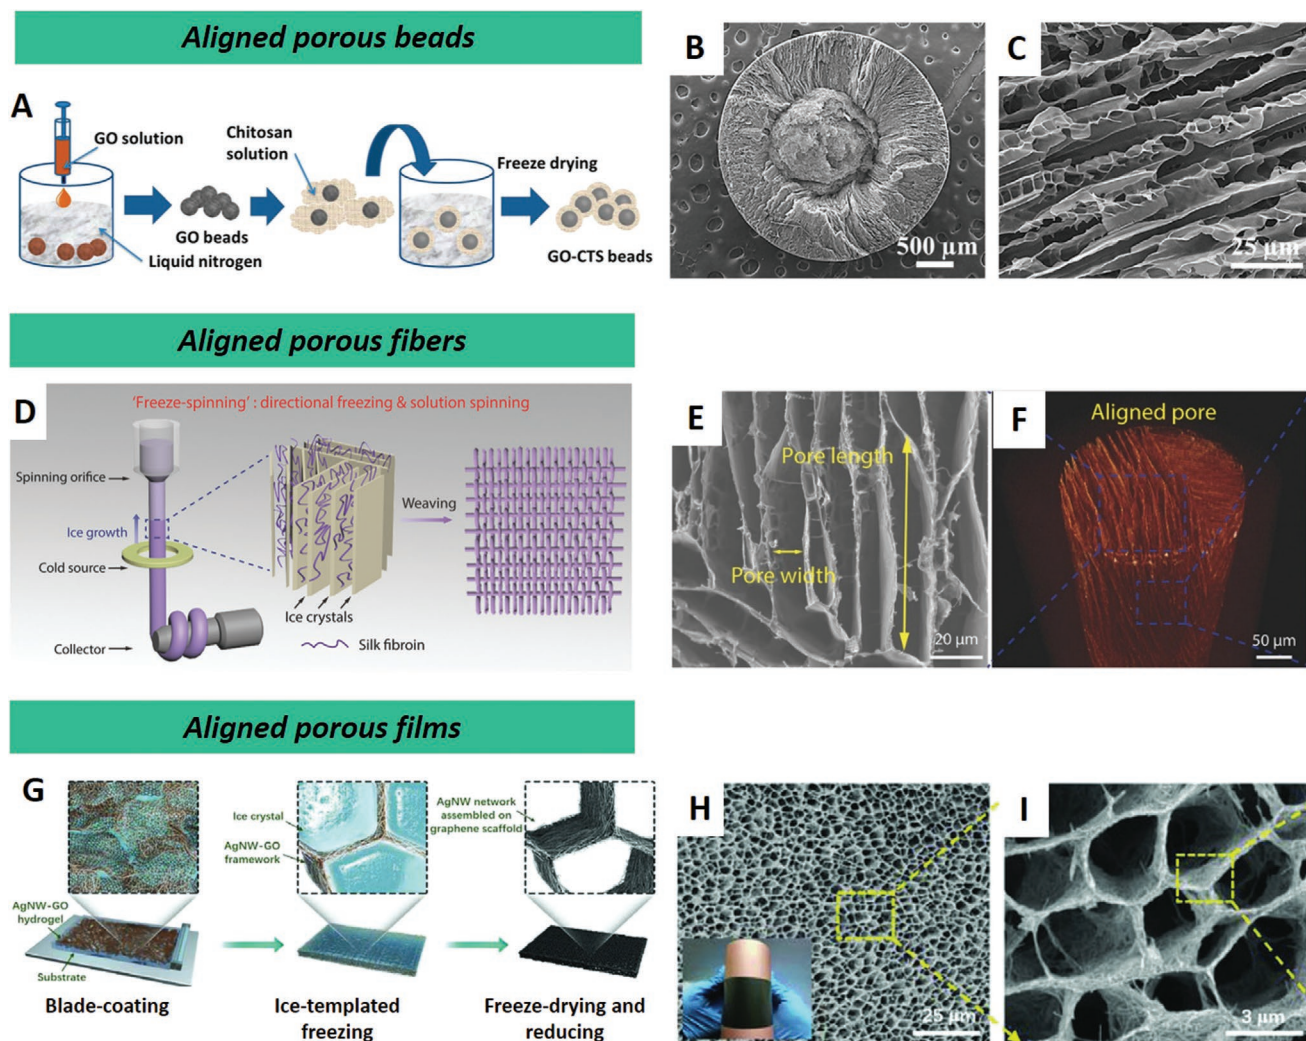 Aligned porous beads
A
GO solution
GO beads
Liquid nitrogen
Chitosan
solution
Freeze drying
GO-CTS beads
B
500 µm
C
25 µm
Aligned porous fibers
D
'Freeze-spinning' : directional freezing & solution spinning
Spinning orifice
Ice growth
Cold source
Collector
Ice crystals
Silk fibroin
Weaving
E
Pore length
Pore width
20 µm
F
Aligned pore
50 µm
Aligned porous films
G
AgNW-GO
hydrogel
Substrate
Blade-coating
Ice crystal
AgNW-GO
framework
Ice-templated
freezing
AgNW network
assembled on
graphene scaffold
Freeze-drying and
reducing
H
25 µm
I
3 µm